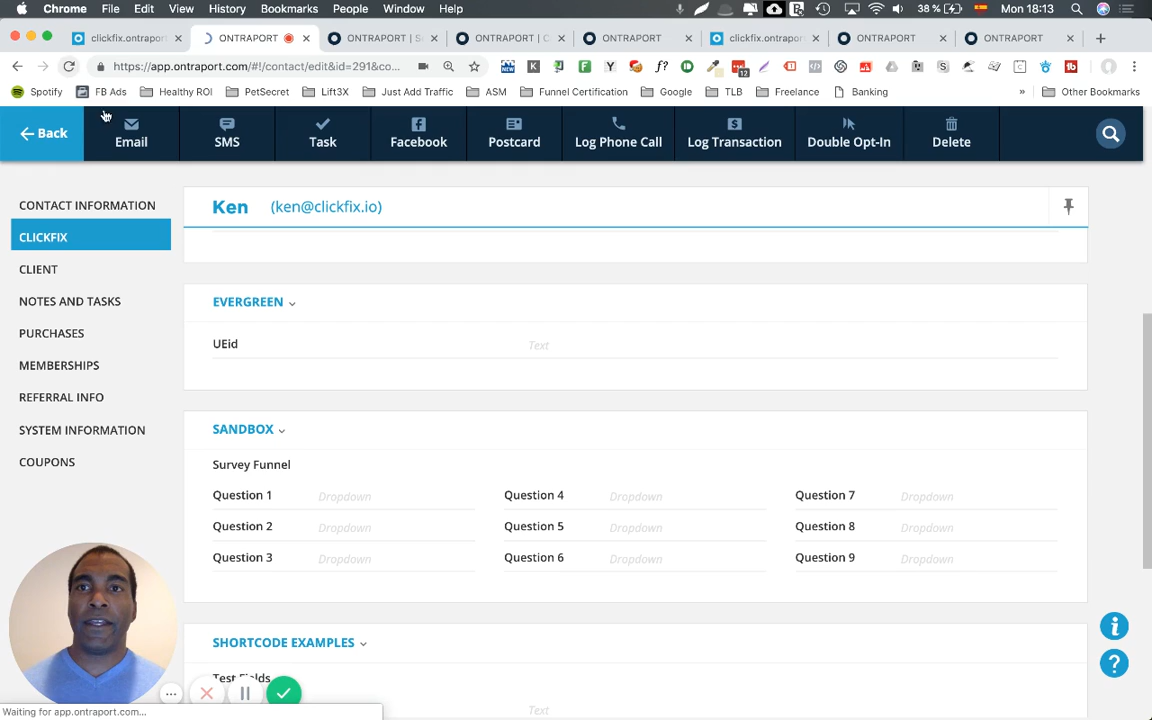 Chrome File Edit View History Bookmarks People Window Help 38 % Mon 18:13
clickfix.ontraport ONTRAPORT ONTRAPORT | S ONTRAPORT | C ONTRAPORT clickfix.ontrapor ONTRAPORT ONTRAPORT
https://app.ontraport.com/#!/contact/edit&id=291&co...
Spotify FB Ads Healthy ROI PetSecret Lift3X Just Add Traffic ASM Funnel Certification Google TLB Freelance Banking » Other Bookmarks
Back Email SMS Task Facebook Postcard Log Phone Call Log Transaction Double Opt-In Delete
CONTACT INFORMATION
CLICKFIX
CLIENT
NOTES AND TASKS
PURCHASES
MEMBERSHIPS
REFERRAL INFO
SYSTEM INFORMATION
COUPONS
Ken (ken@clickfix.io)
EVERGREEN
UEid Text
SANDBOX
Survey Funnel
Question 1 Dropdown Question 4 Dropdown Question 7 Dropdown
Question 2 Dropdown Question 5 Dropdown Question 8 Dropdown
Question 3 Dropdown Question 6 Dropdown Question 9 Dropdown
SHORTCODE EXAMPLES
Test Fields
Text
Waiting for app.ontraport.com...